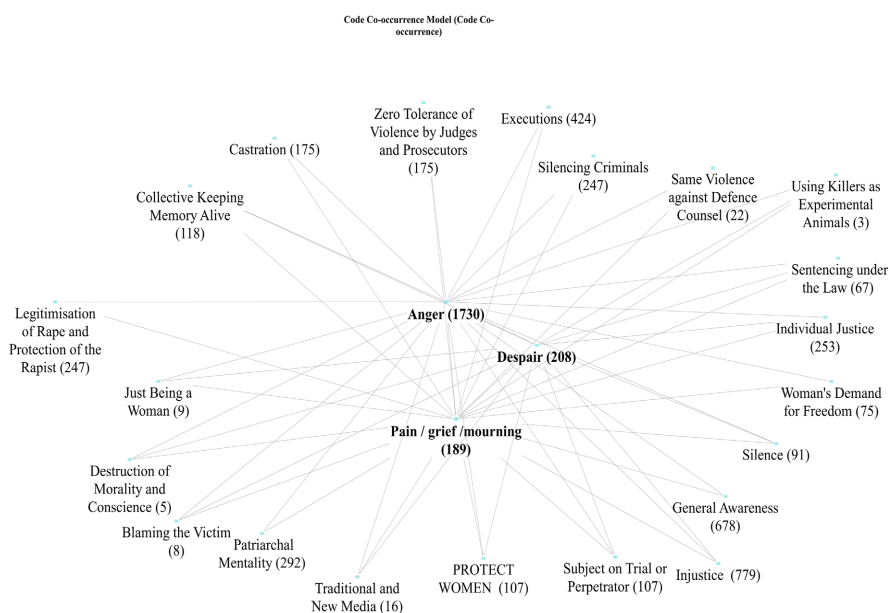 Code Co-occurrence Model (Code Co-
occurrence)
Zero Tolerance of
Violence by Judges
and Prosecutors
(175)
Executions (424)
Castration (175)
Silencing Criminals
(247)
Same Violence
against Defence
Counsel (22)
Using Killers as
Experimental
Animals (3)
Collective Keeping
Memory Alive
(118)
Sentencing under
the Law (67)
Legitimisation
of Rape and
Protection of the
Rapist (247)
Anger (1730)
Individual Justice
(253)
Despair (208)
Just Being a
Woman (9)
Woman's Demand
for Freedom (75)
Pain / grief /mourning
(189)
Silence (91)
Destruction of
Morality and
Conscience (5)
General Awareness
(678)
Blaming the Victim
(8)
Patriarchal
Mentality (292)
Traditional and
New Media (16)
PROTECT
WOMEN (107)
Subject on Trial or
Perpetrator (107)
Injustice (779)